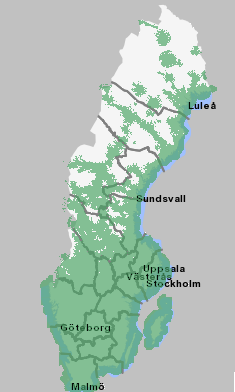 Luleå
Sundsvall
Uppsala
Västerås
Stockholm
Göteborg
Malmö